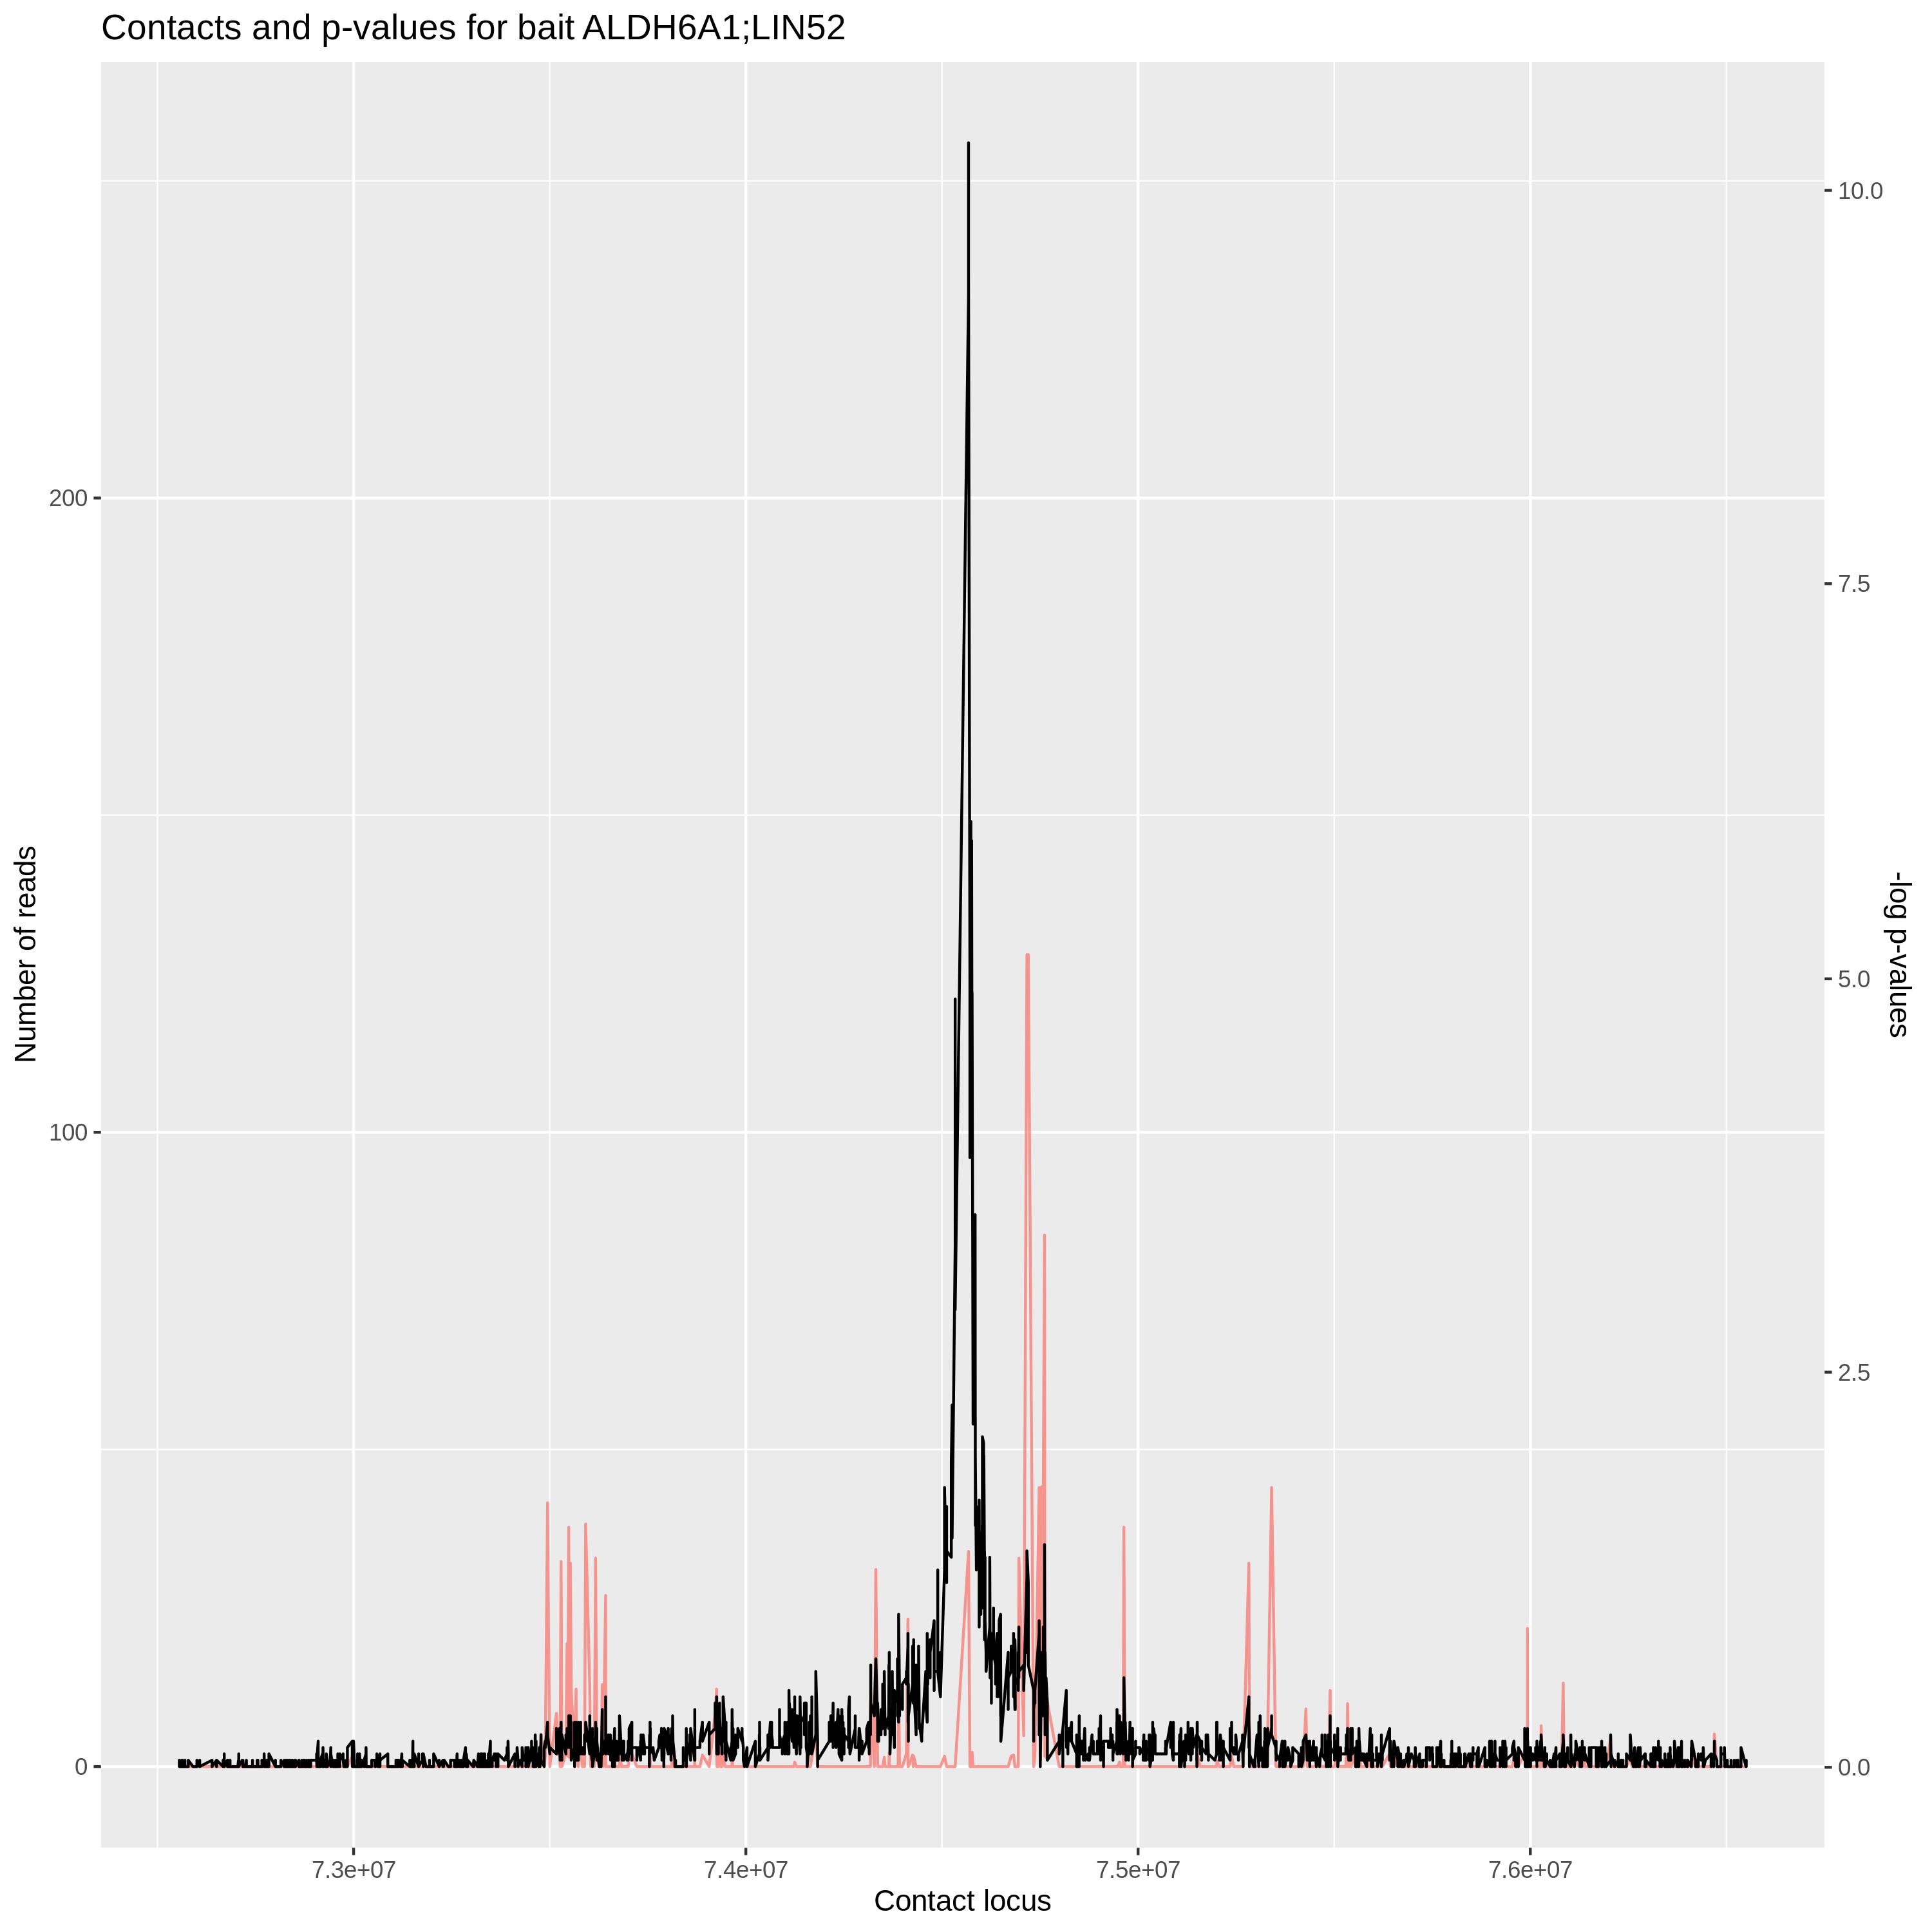 Contacts and p-values for bait ALDH6A1;LIN52
Number of reads
200
100
0
10.0
7.5
5.0
2.5
0.0
-log p-values
7.3e+07
7.4e+07
7.5e+07
7.6e+07
Contact locus